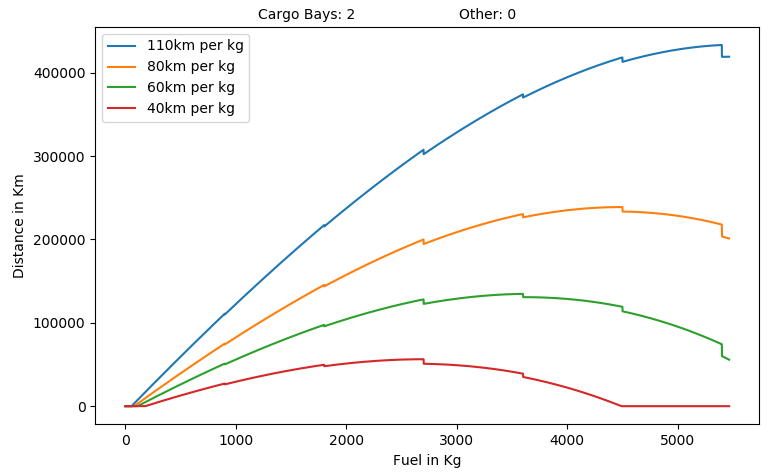 Cargo Bays: 2 Other: 0
110km per kg
80km per kg
60km per kg
40km per kg
400000
300000
200000
100000
0
Distance in Km
0 1000 2000 3000 4000 5000
Fuel in Kg